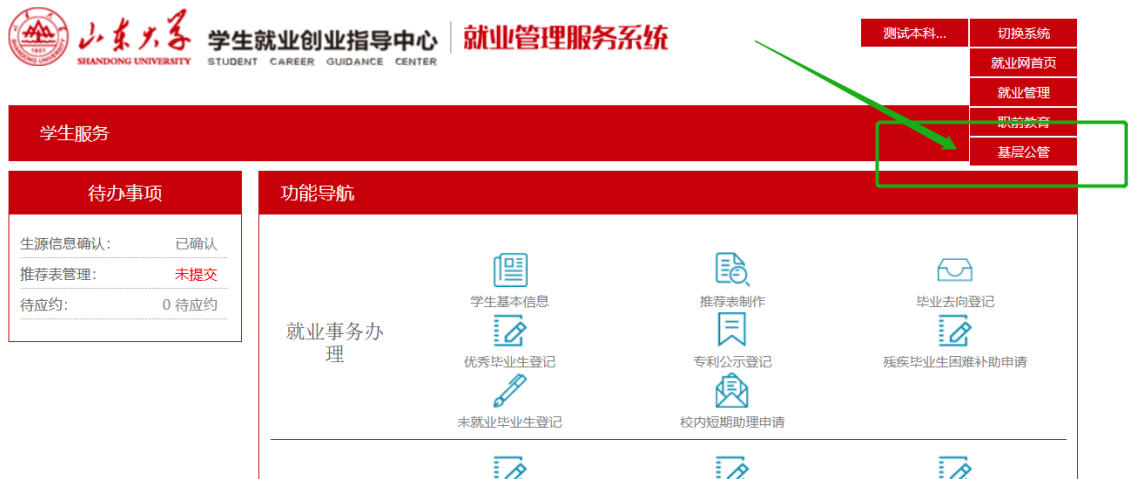 山东大学
SHANDONG UNIVERSITY
1901
学生就业创业指导中心
STUDENT CAREER GUIDANCE CENTER
就业管理服务系统
测试本科...
切换系统
就业网首页
就业管理
职前教育
基层公管
学生服务
待办事项
生源信息确认: 已确认
推荐表管理: 未提交
待应约: 0 待应约
功能导航
就业事务办
理
学生基本信息
推荐表制作
毕业去向登记
优秀毕业生登记
专利公示登记
残疾毕业生困难补助申请
未就业毕业生登记
校内短期助理申请